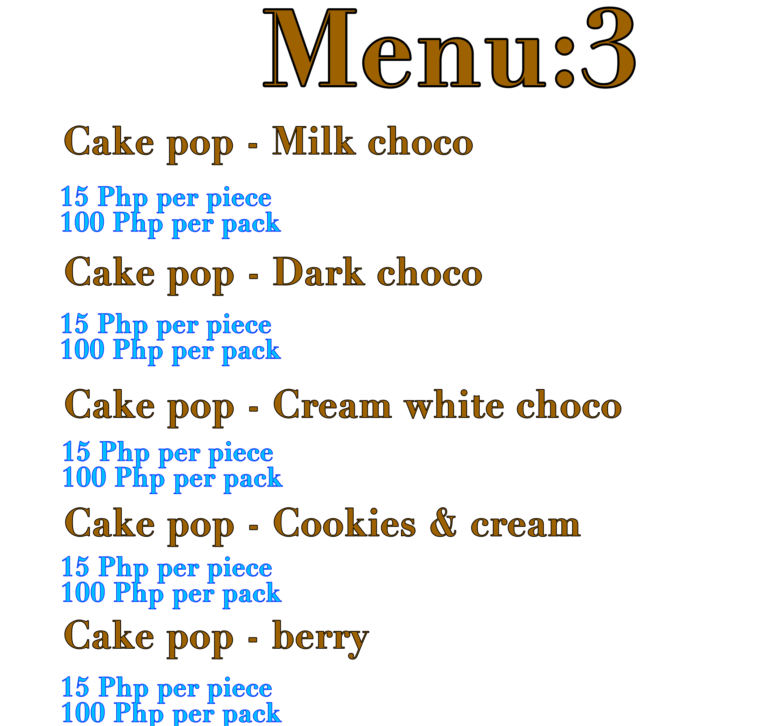 Menu:3
Cake pop - Milk choco
15 Php per piece
100 Php per pack
Cake pop - Dark choco
15 Php per piece
100 Php per pack
Cake pop - Cream white choco
15 Php per piece
100 Php per pack
Cake pop - Cookies & cream
15 Php per piece
100 Php per pack
Cake pop - berry
15 Php per piece
100 Php per pack